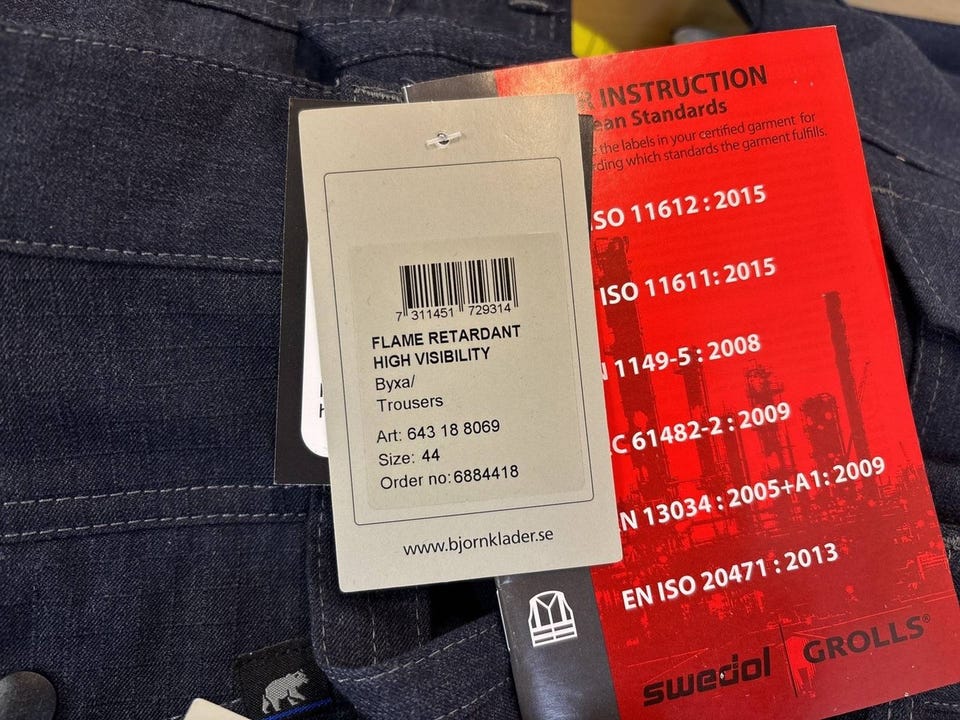 7 311451 729314
FLAME RETARDANT
HIGH VISIBILITY
Byxa/
Trousers
Art: 643 18 8069
Size: 44
Order no: 6884418
www.bjornklader.se
INSTRUCTION
Standards
the labels in your certified garment for
which standards the garment fulfills.
ISO 11612 : 2015
ISO 11611: 2015
1149-5 : 2008
61482-2 : 2009
EN 13034 : 2005+A1: 2009
EN ISO 20471 : 2013
swedol GROLLS®